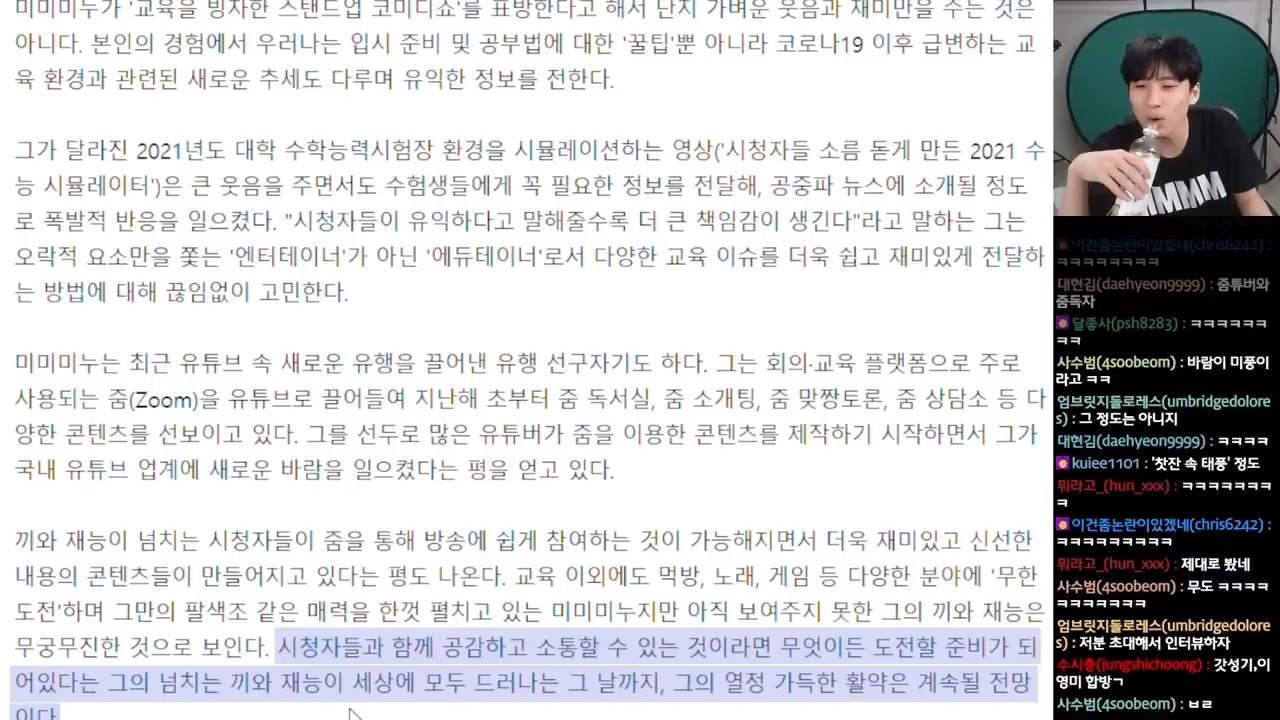 미미미누가 '교육을 빙자한 스탠드업 코미디쇼'를 표방한다고 해서 단지 가벼운 웃음과 재미만을 주는 것은
아니다. 본인의 경험에서 우러나는 입시 준비 및 공부법에 대한 '꿀팁'뿐 아니라 코로나19 이후 급변하는 교
육 환경과 관련된 새로운 추세도 다루며 유익한 정보를 전한다.
그가 달라진 2021년도 대학 수학능력시험장 환경을 시뮬레이션하는 영상('시청자들 소름 돋게 만든 2021 수
능 시뮬레이터')은 큰 웃음을 주면서도 수험생들에게 꼭 필요한 정보를 전달해, 공중파 뉴스에 소개될 정도
로 폭발적 반응을 일으켰다. "시청자들이 유익하다고 말해줄수록 더 큰 책임감이 생긴다"라고 말하는 그는
오락적 요소만을 쫓는 '엔터테이너'가 아닌 '에듀테이너'로서 다양한 교육 이슈를 더욱 쉽고 재미있게 전달하
는 방법에 대해 끊임없이 고민한다.
미미미누는 최근 유튜브 속 새로운 유행을 끌어낸 유행 선구자기도 하다. 그는 회의·교육 플랫폼으로 주로
사용되는 줌(Zoom)을 유튜브로 끌어들여 지난해 초부터 줌 독서실, 줌 소개팅, 줌 맞짱토론, 줌 상담소 등 다
양한 콘텐츠를 선보이고 있다. 그를 선두로 많은 유튜버가 줌을 이용한 콘텐츠를 제작하기 시작하면서 그가
국내 유튜브 업계에 새로운 바람을 일으켰다는 평을 얻고 있다.
끼와 재능이 넘치는 시청자들이 줌을 통해 방송에 쉽게 참여하는 것이 가능해지면서 더욱 재미있고 신선한
내용의 콘텐츠들이 만들어지고 있다는 평도 나온다. 교육 이외에도 먹방, 노래, 게임 등 다양한 분야에 '무한
도전'하며 그만의 팔색조 같은 매력을 한껏 펼치고 있는 미미미누지만 아직 보여주지 못한 그의 끼와 재능은
무궁무진한 것으로 보인다. 시청자들과 함께 공감하고 소통할 수 있는 것이라면 무엇이든 도전할 준비가 되
어있다는 그의 넘치는 끼와 재능이 세상에 모두 드러나는 그 날까지, 그의 열정 가득한 활약은 계속될 전망
이다
MMM
이건좀논란이있겠네(chris6242) :
ㅋㅋㅋㅋㅋㅋㅋㅋ
대현김(daehyeon9999) : 줌튜버와
줌독자
달좋사(psh8283) : ㅋㅋㅋㅋㅋㅋ
ㅋㅋ
사수범(4soobeom) : 바람이 미풍이
라고 ㅋㅋ
엄브릿지돌로레스(umbridgedolore
s) : 그 정도는 아니지
대현김(daehyeon9999) : ㅋㅋㅋㅋ
kuiee1101 : '찻잔 속 태풍' 정도
뭐라고_(hun_xxx) : ㅋㅋㅋㅋㅋㅋㅋ
ㅋ
이건좀논란이있겠네(chris6242) :
ㅋㅋㅋㅋㅋㅋㅋㅋㅋ
뭐라고_(hun_xxx) : 제대로 봤네
사수범(4soobeom) : 무도 ㅋㅋㅋㅋ
ㅋㅋㅋㅋㅋㅋㅋ
엄브릿지돌로레스(umbridgedolore
s) : 저분 초대해서 인터뷰하자
수시충(jungshichoong) : 갓성기,이
영미 합방ㄱ
사수범(4soobeom) : ㅂㄹ